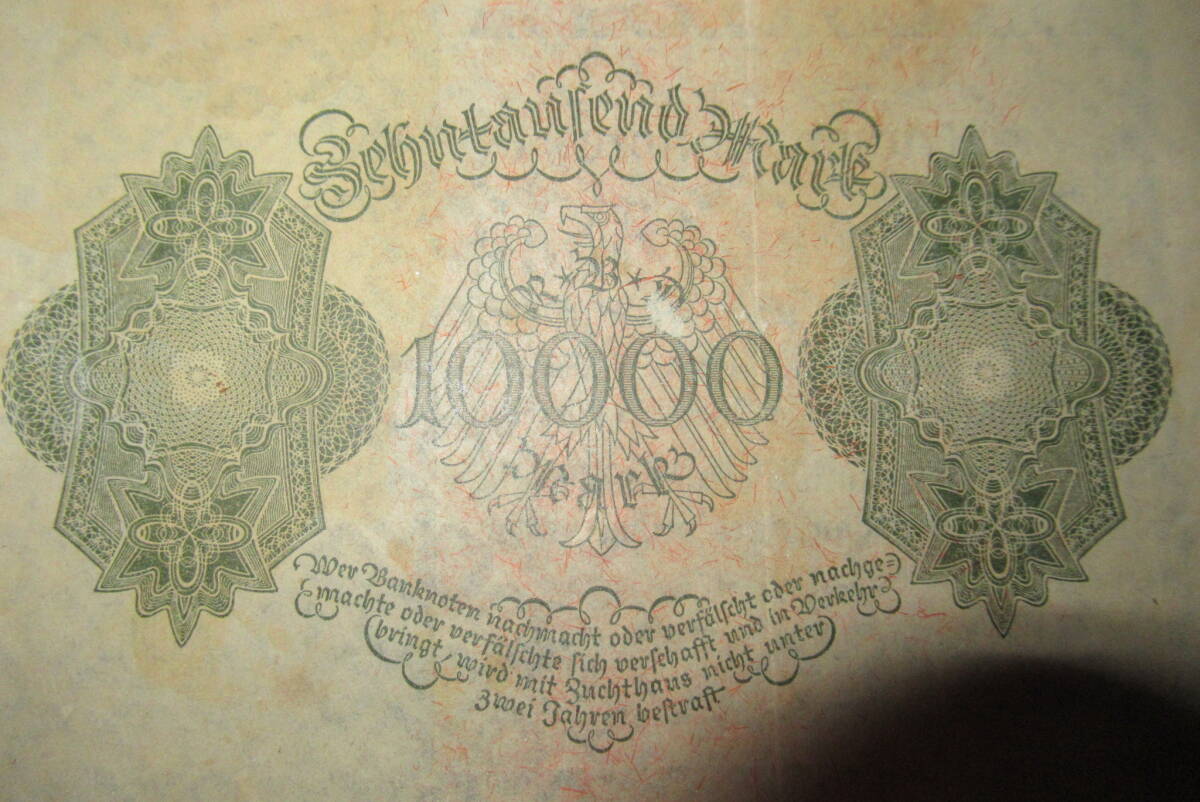 Zehntausend Mark
R × B × D
10000
Mark
Wer Banknoten nachmacht oder verfälscht oder nachge=
machte oder verfälschte sich verschafft und in Verkehr
bringt, wird mit Zuchthaus nicht unter
zwei Jahren bestraft